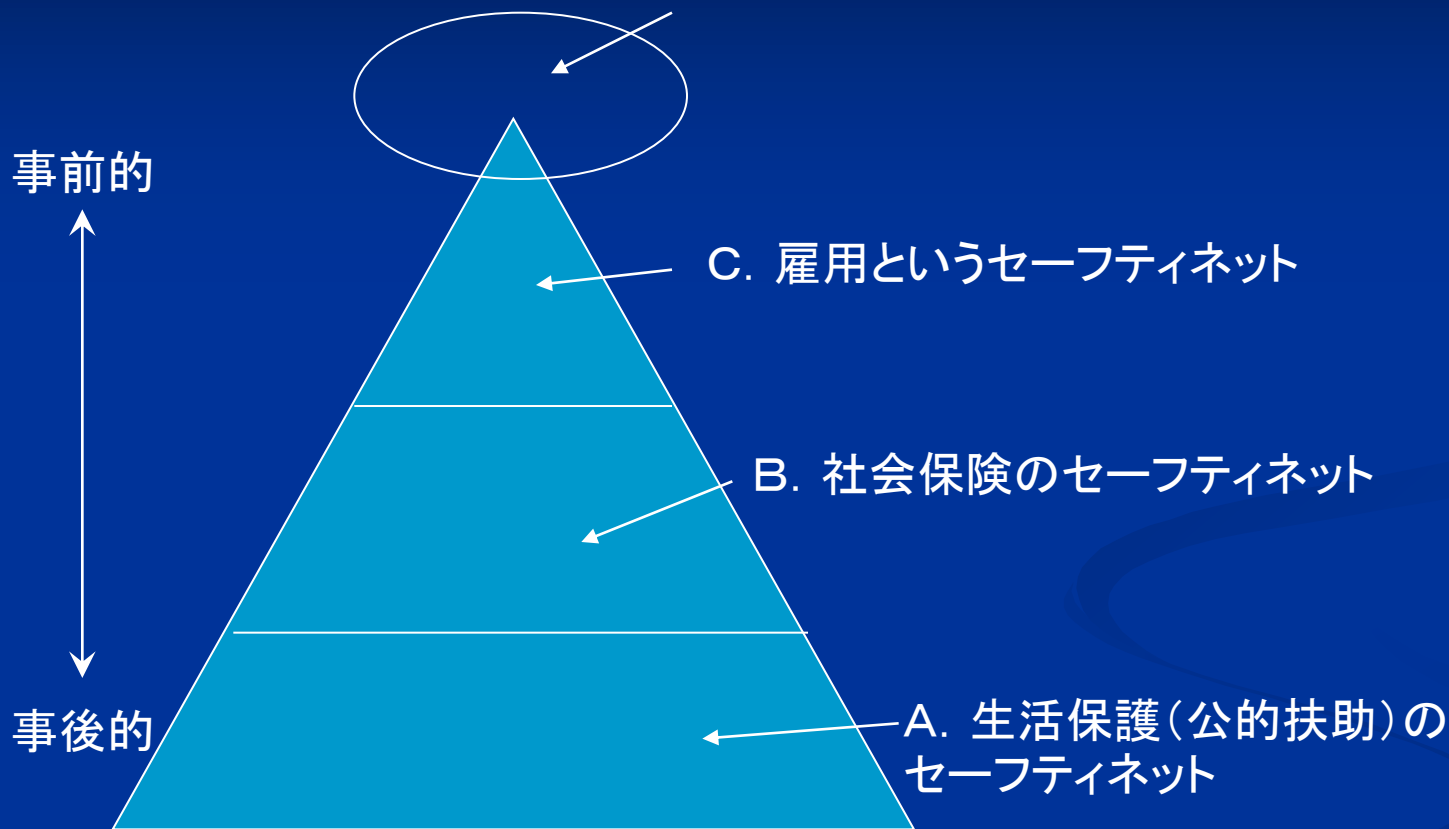 事前的
C．雇用というセーフティネット
B．社会保険のセーフティネット
事後的
A．生活保護（公的扶助）の
セーフティネット